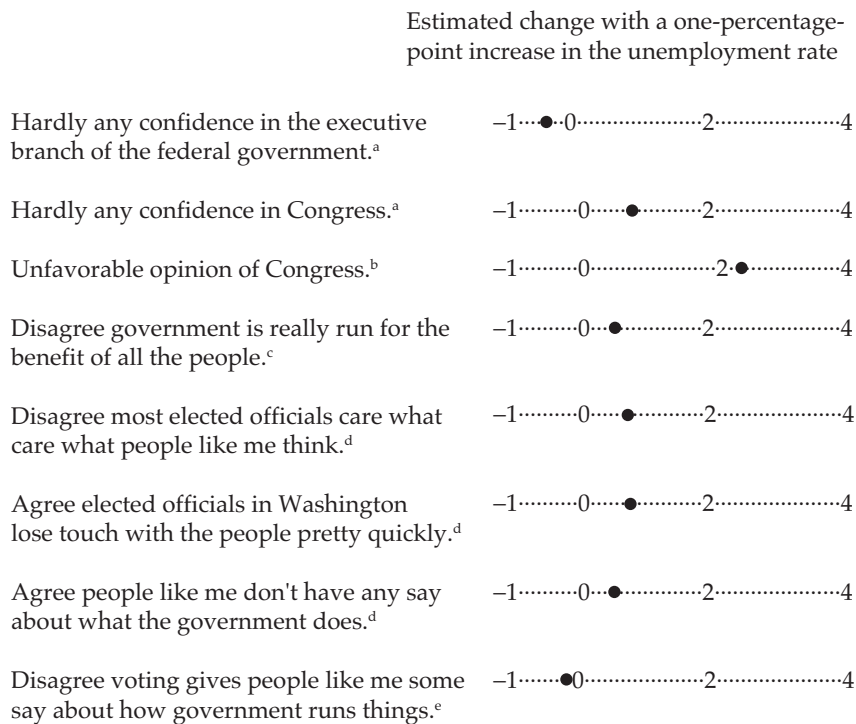 Estimated change with a one-percentage-
point increase in the unemployment rate
Hardly any confidence in the executive
branch of the federal government.ᵃ
–1·····●··0······················2·····················4
Hardly any confidence in Congress.ᵃ
–1··········0······●···········2·····················4
Unfavorable opinion of Congress.ᵇ
–1··········0·····················2·●·················4
Disagree government is really run for the
benefit of all the people.ᶜ
–1··········0····●·············2·····················4
Disagree most elected officials care what
care what people like me think.ᵈ
–1··········0·····●············2·····················4
Agree elected officials in Washington
lose touch with the people pretty quickly.ᵈ
–1··········0······●···········2·····················4
Agree people like me don't have any say
about what the government does.ᵈ
–1··········0···●··············2·····················4
Disagree voting gives people like me some
say about how government runs things.ᵉ
–1·······●0·····················2·····················4